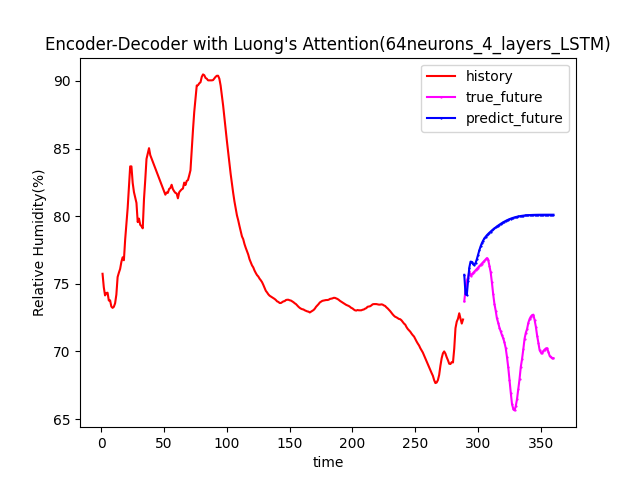 Encoder-Decoder with Luong's Attention(64neurons_4_layers_LSTM)
history
true_future
predict_future
Relative Humidity(%)
90
85
80
75
70
65
0 50 100 150 200 250 300 350
time